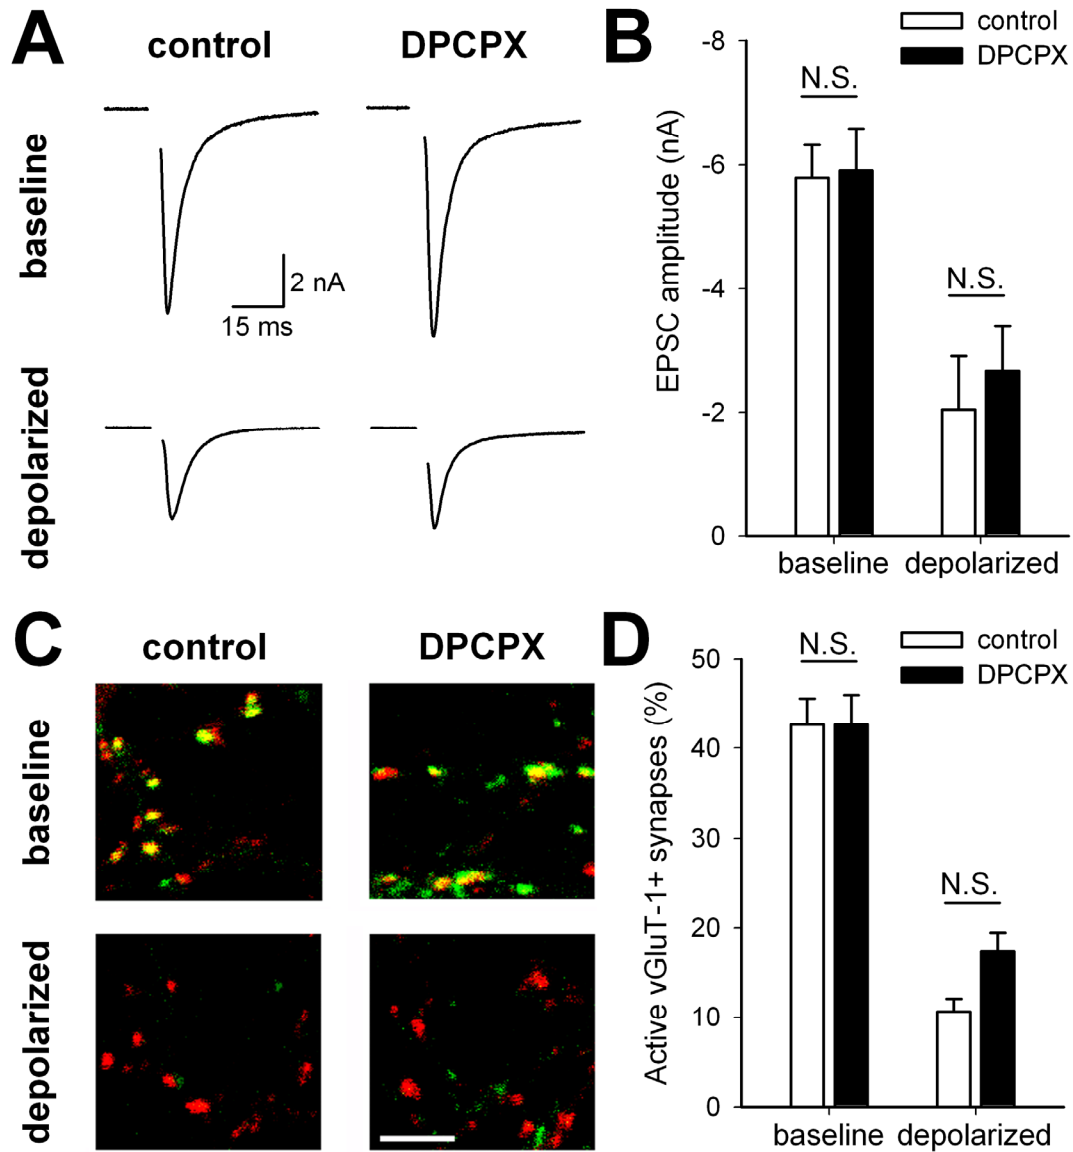 A
control
DPCPX
baseline
2 nA
15 ms
depolarized
B
control
DPCPX
EPSC amplitude (nA)
-8
-6
-4
-2
0
N.S.
N.S.
baseline
depolarized
C
control
DPCPX
baseline
depolarized
D
control
DPCPX
Active vGluT-1+ synapses (%)
50
40
30
20
10
0
N.S.
N.S.
baseline
depolarized